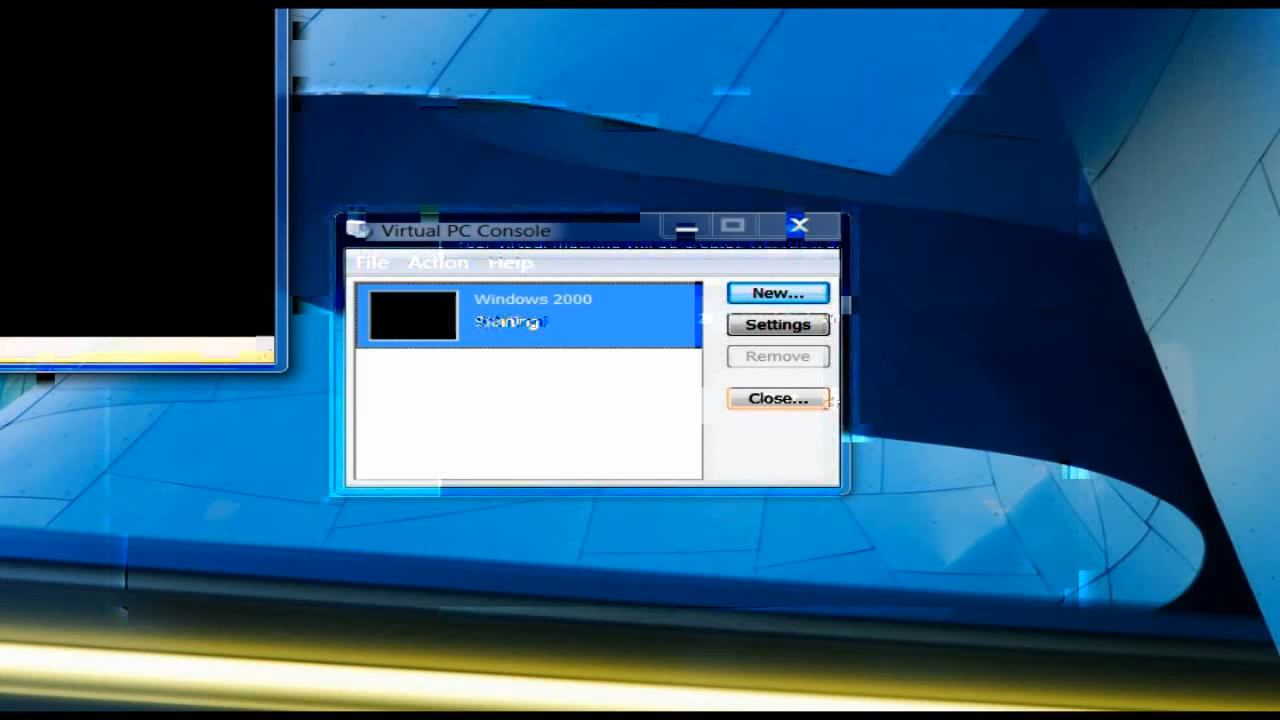 Virtual PC Console
File Action Help
Windows 2000
New...
Settings
Remove
Close...